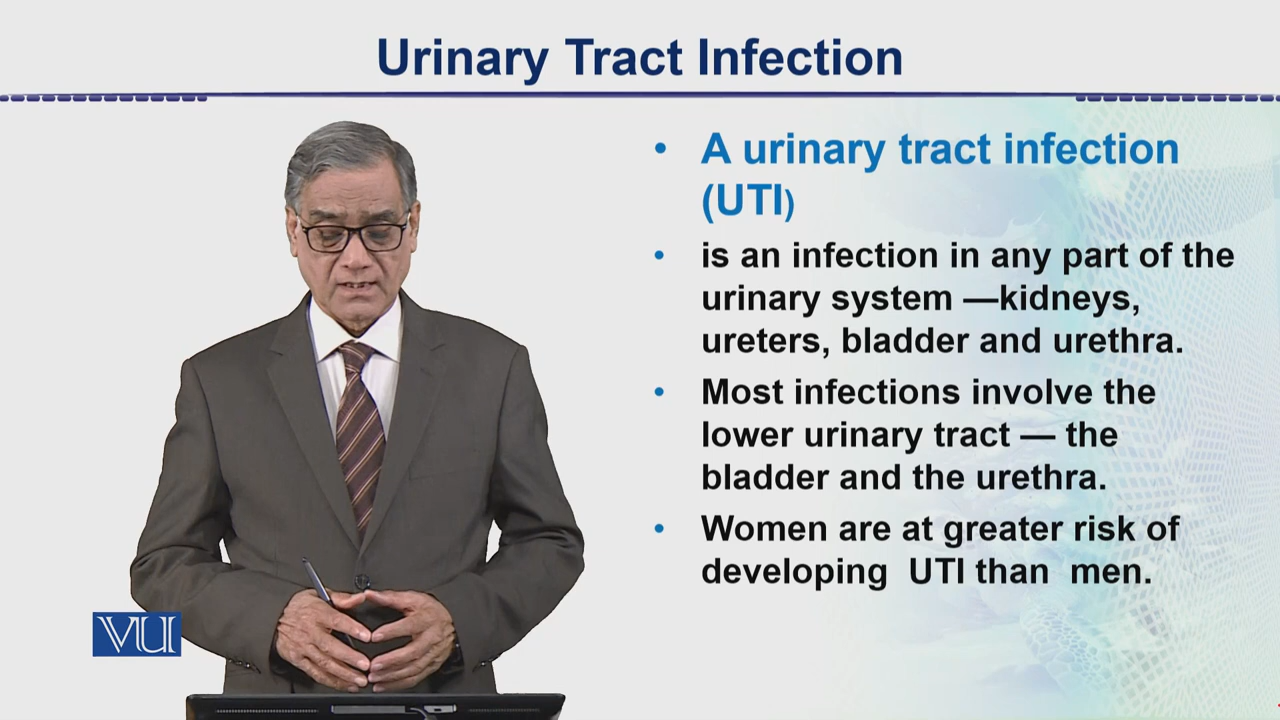 Urinary Tract Infection
• A urinary tract infection
(UTI)
• is an infection in any part of the
urinary system —kidneys,
ureters, bladder and urethra.
• Most infections involve the
lower urinary tract — the
bladder and the urethra.
• Women are at greater risk of
developing  UTI than  men.
VU